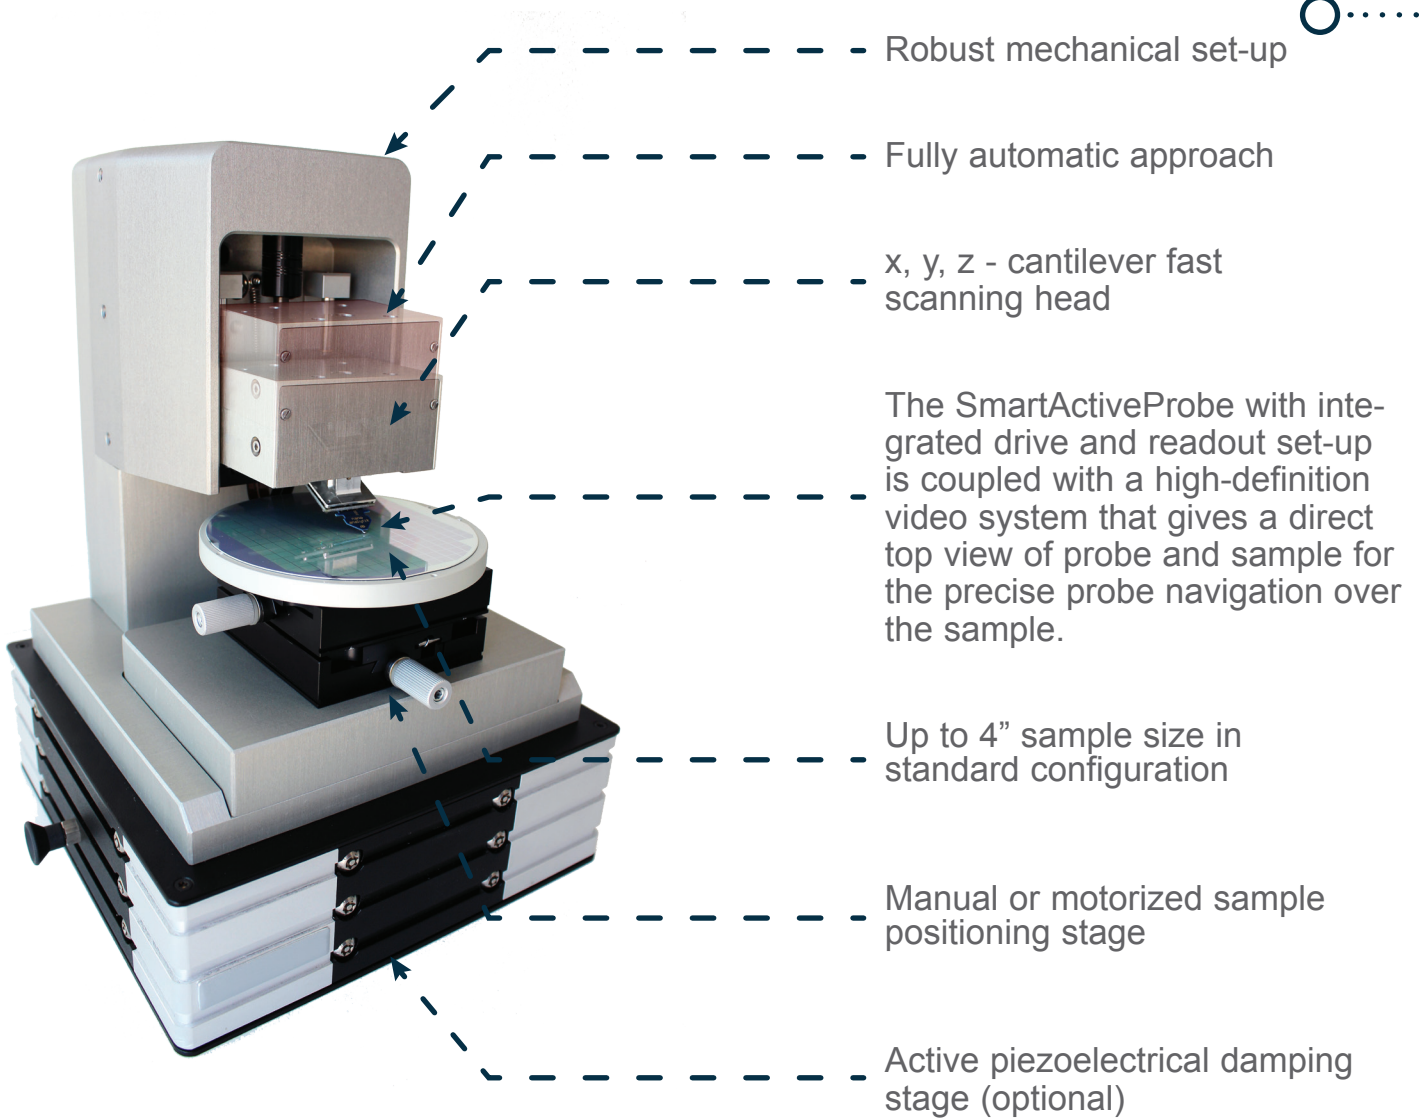 Robust mechanical set-up
Fully automatic approach
x, y, z - cantilever fast
scanning head
The SmartActiveProbe with inte-
grated drive and readout set-up
is coupled with a high-definition
video system that gives a direct
top view of probe and sample for
the precise probe navigation over
the sample.
Up to 4” sample size in
standard configuration
Manual or motorized sample
positioning stage
Active piezoelectrical damping
stage (optional)